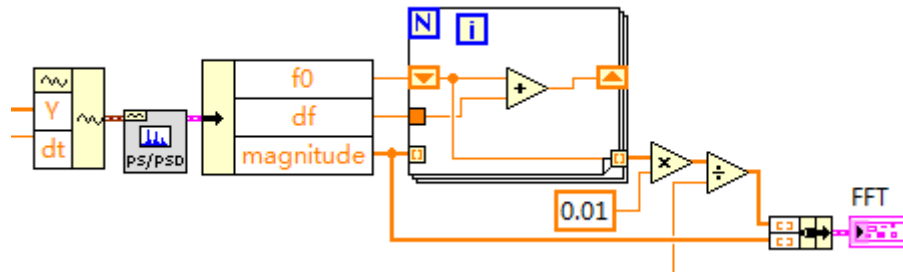 N
i
f0
Y
df
dt
PS/PSD
magnitude
+
×
÷
0.01
FFT